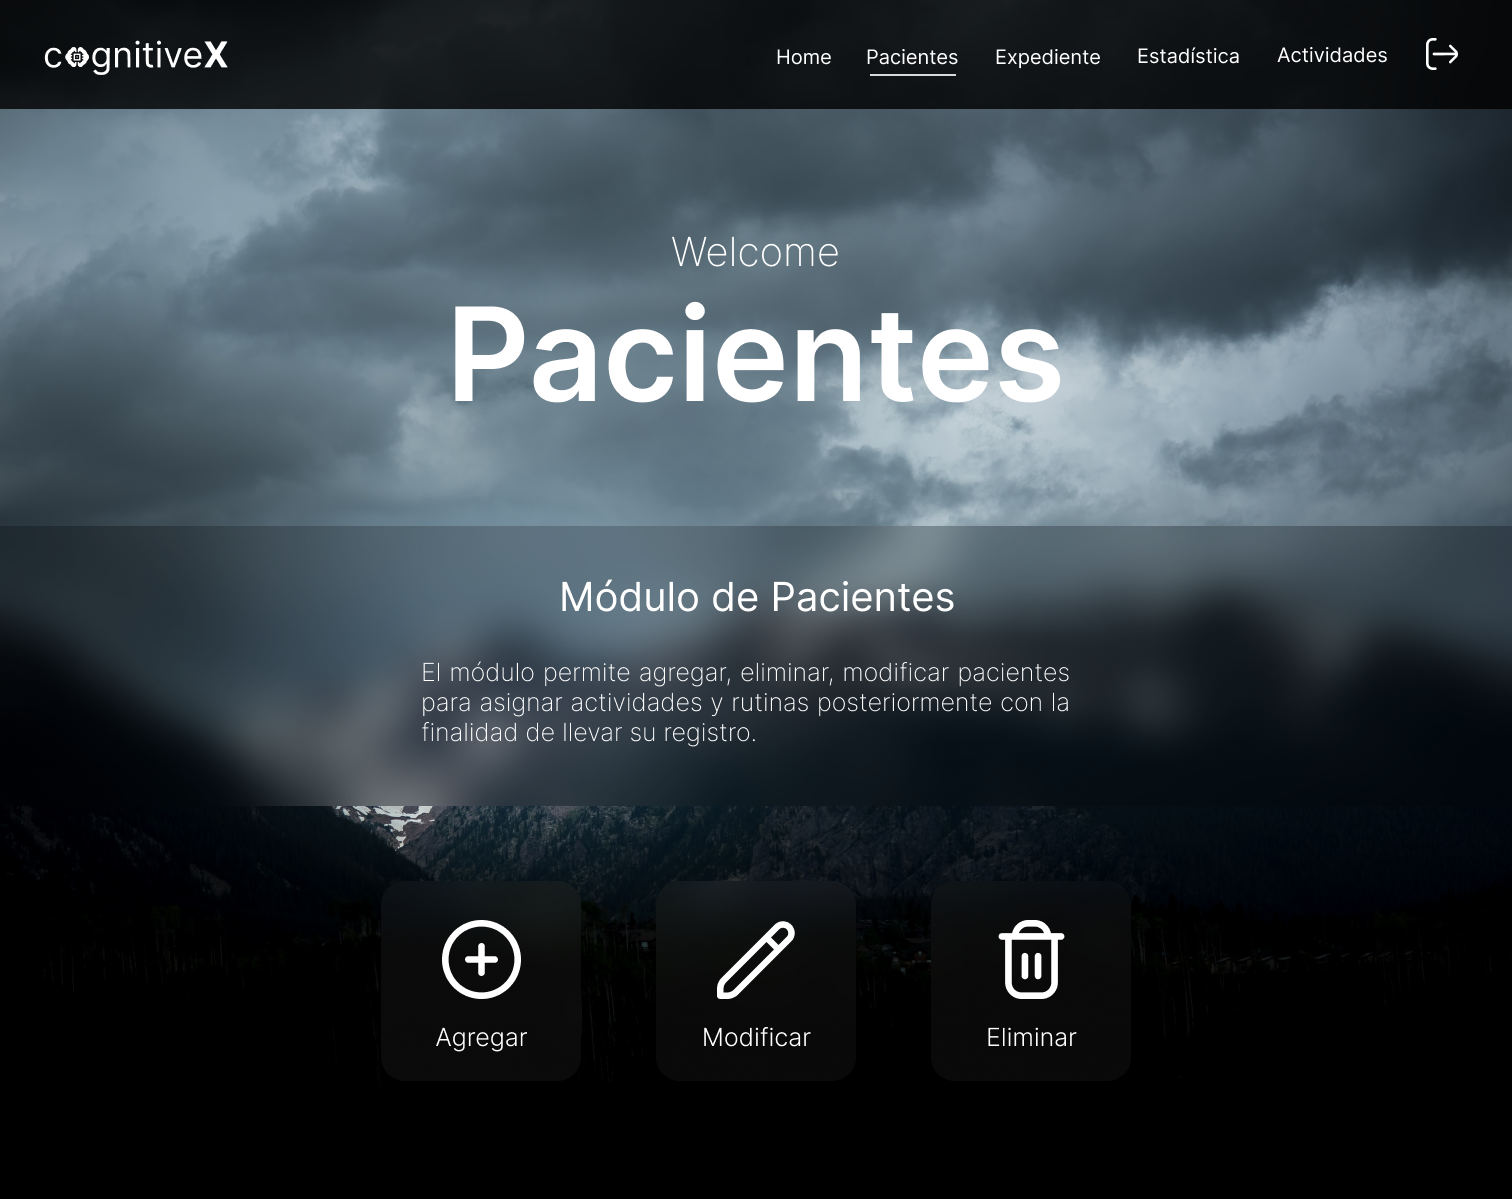 cognitiveX
Home Pacientes Expediente Estadística Actividades
Welcome
Pacientes
Módulo de Pacientes
El módulo permite agregar, eliminar, modificar pacientes
para asignar actividades y rutinas posteriormente con la
finalidad de llevar su registro.
Agregar Modificar Eliminar